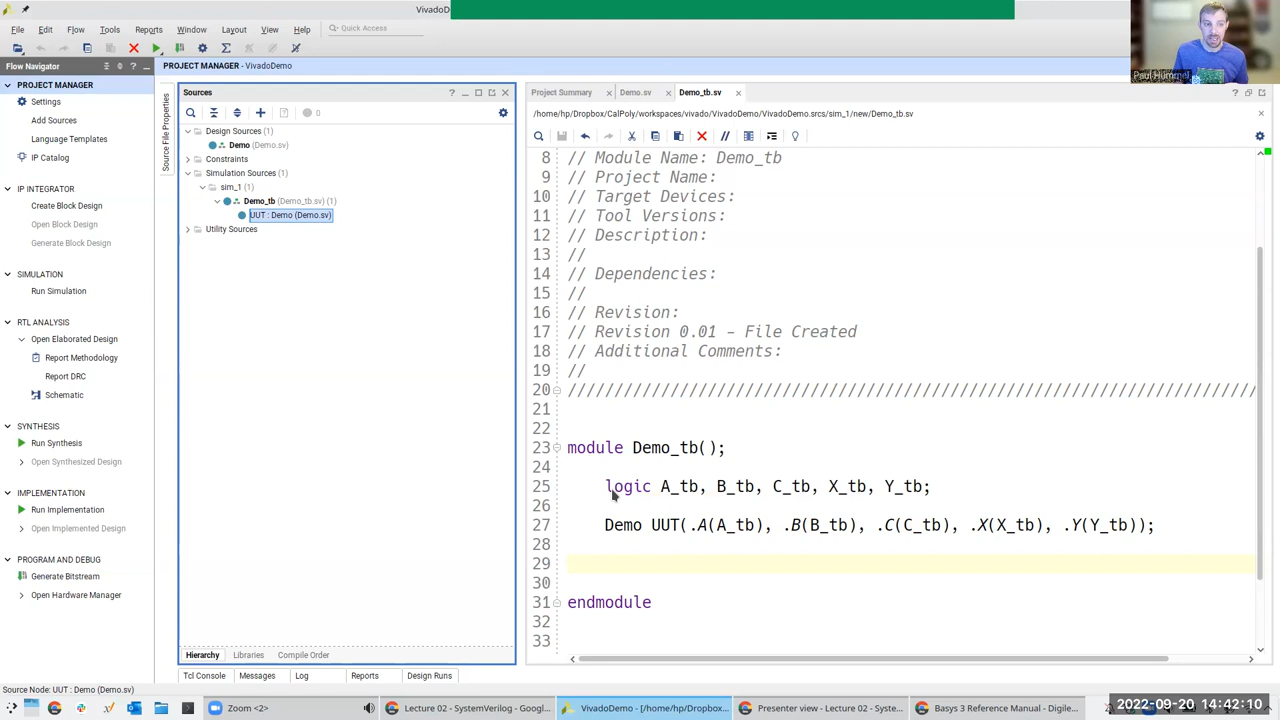 VivadoD
File Edit Flow Tools Reports Window Layout View Help Quick Access
Flow Navigator
PROJECT MANAGER - VivadoDemo
Paul Hummel
PROJECT MANAGER
Settings
Add Sources
Language Templates
IP Catalog
IP INTEGRATOR
Create Block Design
Open Block Design
Generate Block Design
SIMULATION
Run Simulation
RTL ANALYSIS
Open Elaborated Design
Report Methodology
Report DRC
Schematic
SYNTHESIS
Run Synthesis
Open Synthesized Design
IMPLEMENTATION
Run Implementation
Open Implemented Design
PROGRAM AND DEBUG
Generate Bitstream
Open Hardware Manager
Source File Properties
Sources
0
Design Sources (1)
Demo (Demo.sv)
Constraints
Simulation Sources (1)
sim_1 (1)
Demo_tb (Demo_tb.sv) (1)
UUT : Demo (Demo.sv)
Utility Sources
Hierarchy Libraries Compile Order
Project Summary Demo.sv Demo_tb.sv
/home/hp/Dropbox/CalPoly/workspaces/vivado/VivadoDemo/VivadoDemo.srcs/sim_1/new/Demo_tb.sv
8 // Module Name: Demo_tb
9 // Project Name:
10 // Target Devices:
11 // Tool Versions:
12 // Description:
13 //
14 // Dependencies:
15 //
16 // Revision:
17 // Revision 0.01 - File Created
18 // Additional Comments:
19 //
20 //////////////////////////////////////////////////////////////////////////
21
22
23 module Demo_tb();
24
25 logic A_tb, B_tb, C_tb, X_tb, Y_tb;
26
27 Demo UUT(.A(A_tb), .B(B_tb), .C(C_tb), .X(X_tb), .Y(Y_tb));
28
29
30
31 endmodule
32
33
Tcl Console Messages Log Reports Design Runs
Source Node: UUT : Demo (Demo.sv)
Zoom <2> Lecture 02 - SystemVerilog - Googl... VivadoDemo - [/home/hp/Dropbox... Presenter view - Lecture 02 - Syst... Basys 3 Reference Manual - Digile...
2022-09-20 14:42:10